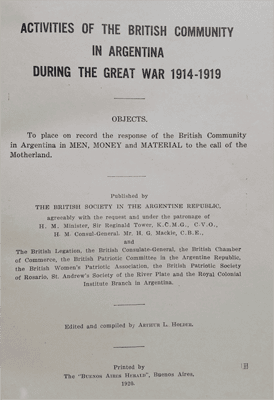 ACTIVITIES OF THE BRITISH COMMUNITY
IN ARGENTINA
DURING THE GREAT WAR 1914-1919
OBJECTS.
To place on record the response of the British Community
in Argentina in MEN, MONEY and MATERIAL to the call of the
Motherland.
Published by
THE BRITISH SOCIETY IN THE ARGENTINE REPUBLIC,
agreeably with the request and under the patronage of
H. M. Minister, Sir Reginald Tower, K.C.M.G., C.V.O.,
H. M. Consul-General, Mr. H. G. Mackie, C.B.E.,
and
The British Legation, the British Consulate-General, the British Chamber
of Commerce, the British Patriotic Committee in the Argentine Republic,
the British Women's Patriotic Association, the British Patriotic Society
of Rosario, St. Andrew's Society of the River Plate and the Royal Colonial
Institute Branch in Argentina.
Edited and compiled by ARTHUR L. HOLDER.
Printed by
The "BUENOS AIRES HERALD", Buenos Aires,
1920.